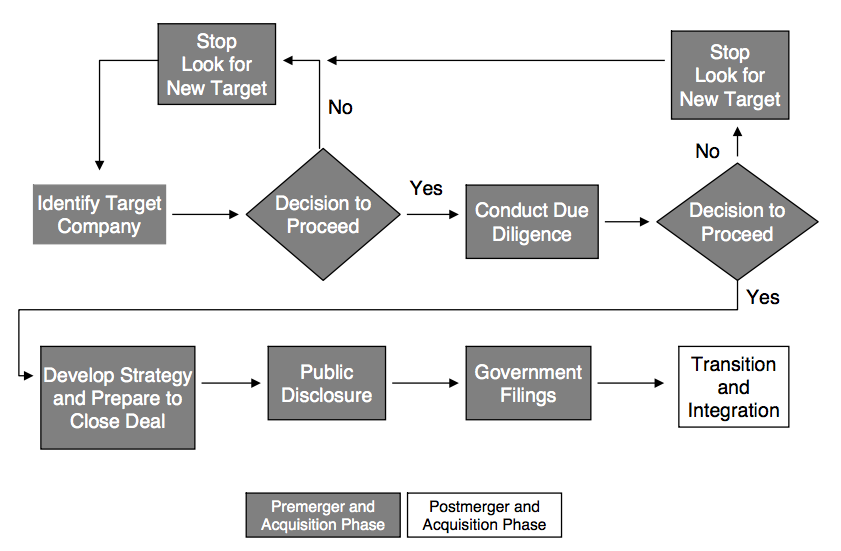 Stop
Look for
New Target
Stop
Look for
New Target
No
No
Identify Target
Company
Decision to
Proceed
Yes
Conduct Due
Diligence
Decision to
Proceed
Yes
Develop Strategy
and Prepare to
Close Deal
Public
Disclosure
Government
Filings
Transition
and
Integration
Premerger and
Acquisition Phase
Postmerger and
Acquisition Phase